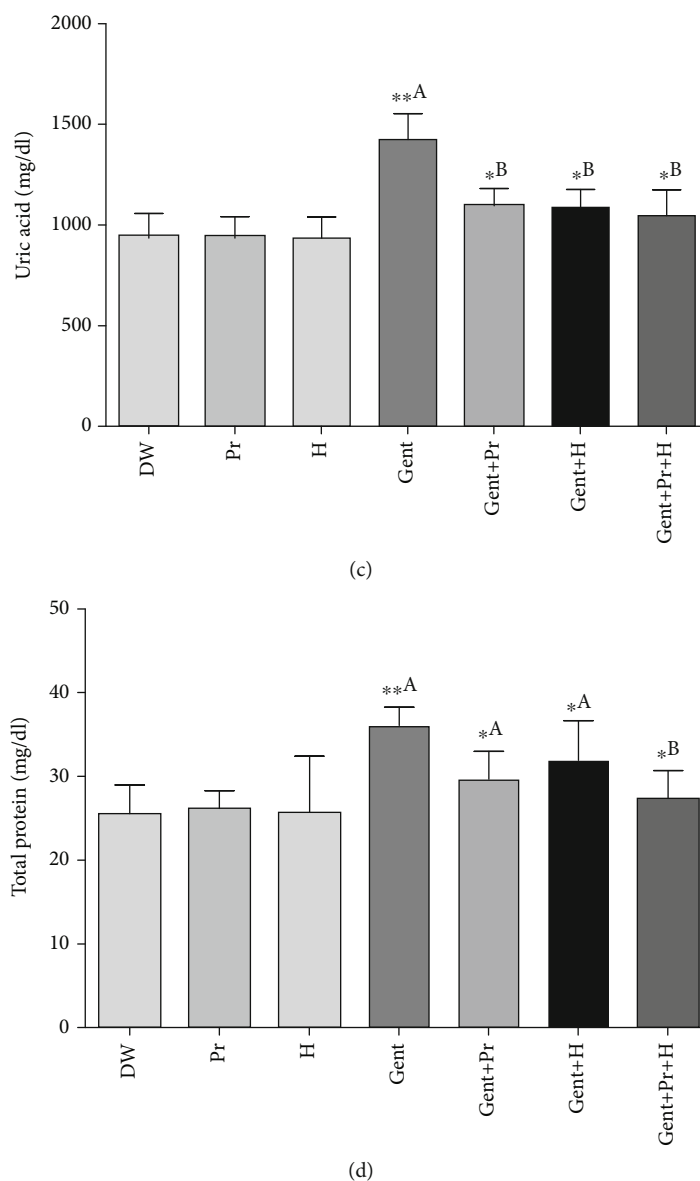 2000
1500
1000
500
0
Uric acid (mg/dl)
**A
*B
*B
*B
DW
Pr
H
Gent
Gent+Pr
Gent+H
Gent+Pr+H
(c)
50
40
30
20
10
0
Total protein (mg/dl)
**A
*A
*A
*B
DW
Pr
H
Gent
Gent+Pr
Gent+H
Gent+Pr+H
(d)